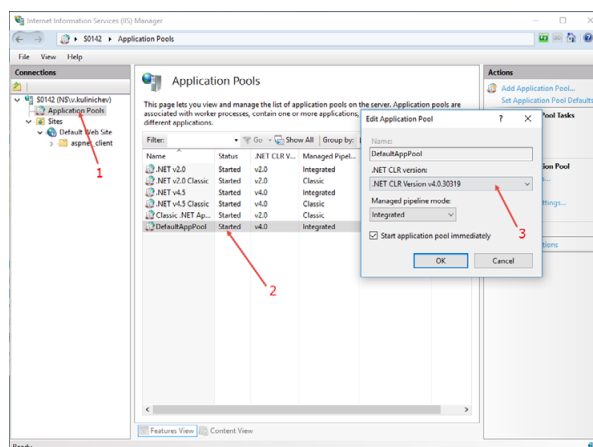 Internet Information Services (IIS) Manager
S0142 > Application Pools
File View Help
Connections
S0142 (NS\v.kulinichev)
Application Pools
Sites
Default Web Site
aspnet_client
1
Application Pools
This page lets you view and manage the list of application pools on the server. Application pools are
associated with worker processes, contain one or more applications,
different applications.
Filter: Go Show All Group by:
Name Status .NET CLR V... Managed Pipel...
.NET v2.0 Started v2.0 Integrated
.NET v2.0 Classic Started v2.0 Classic
.NET v4.5 Started v4.0 Integrated
.NET v4.5 Classic Started v4.0 Classic
Classic .NET Ap... Started v2.0 Classic
DefaultAppPool Started v4.0 Integrated
2
Features View Content View
Edit Application Pool ? X
Name:
DefaultAppPool
.NET CLR version:
.NET CLR Version v4.0.30319
Managed pipeline mode:
Integrated
Start application pool immediately
3
OK Cancel
Actions
Add Application Pool...
Set Application Pool Defaults
Pool Tasks
ion Pool
ttings...
tions
Ready